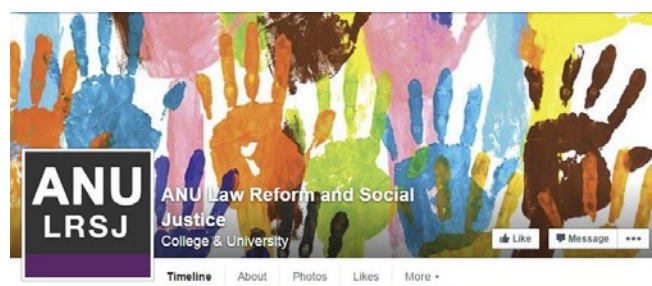 ANU
LRSJ
ANU Law Reform and Social
Justice
College & University
Like
Message
Timeline
About
Photos
Likes
More